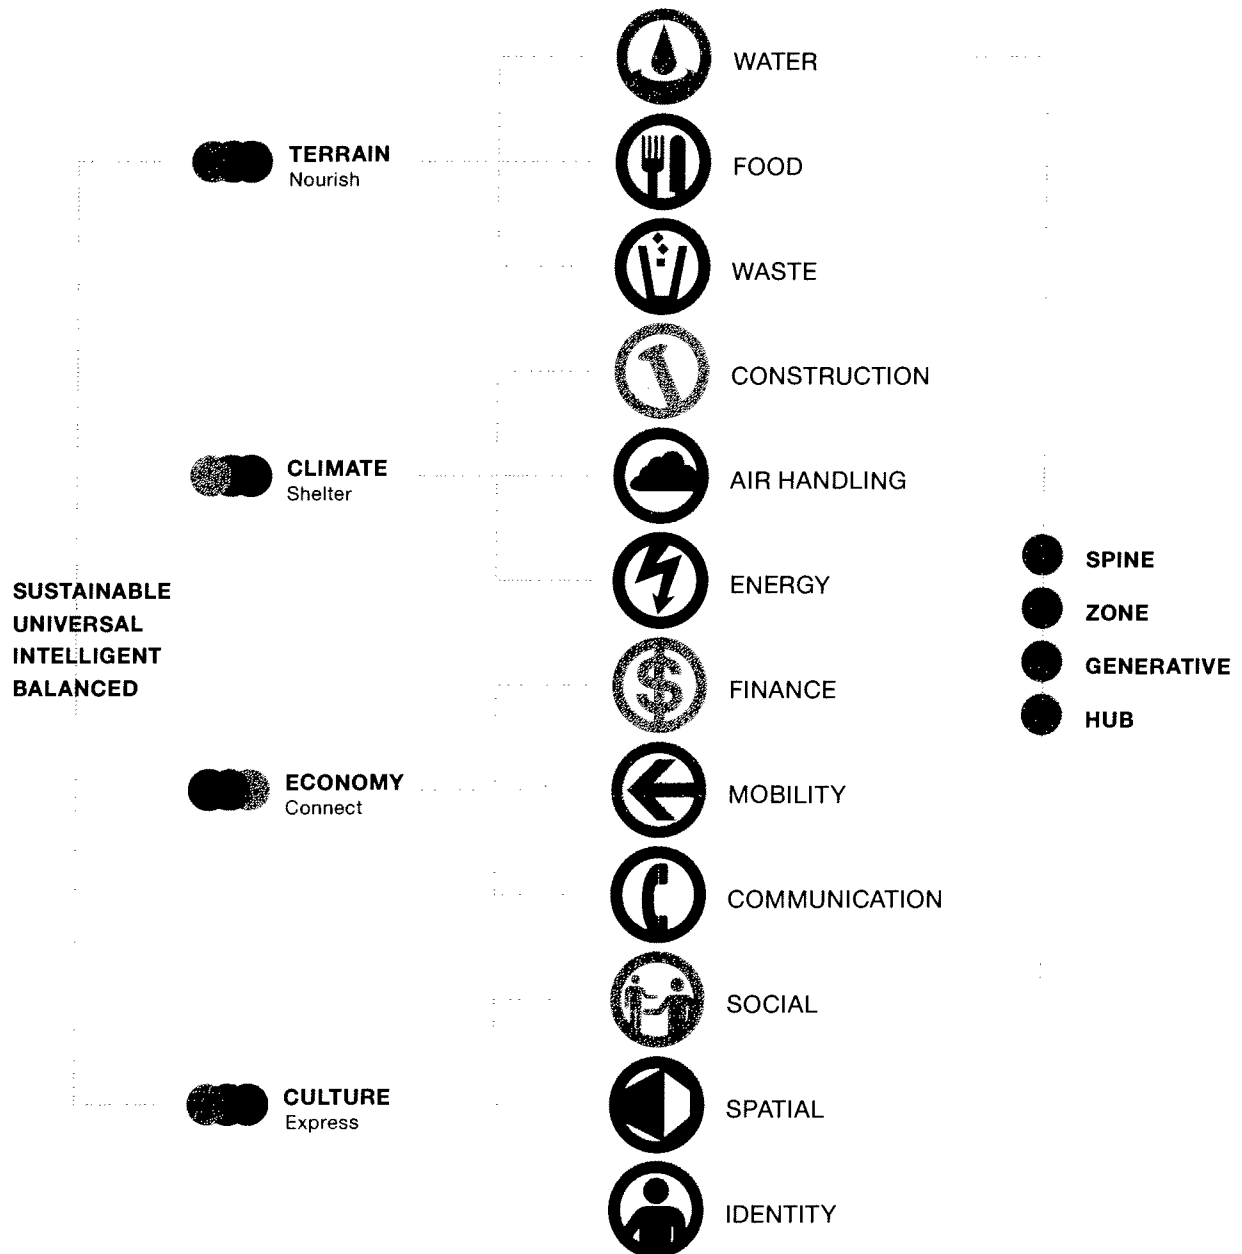 SUSTAINABLE
UNIVERSAL
INTELLIGENT
BALANCED
TERRAIN
Nourish
CLIMATE
Shelter
ECONOMY
Connect
CULTURE
Express
WATER
FOOD
WASTE
CONSTRUCTION
AIR HANDLING
ENERGY
$
FINANCE
MOBILITY
COMMUNICATION
SOCIAL
SPATIAL
IDENTITY
SPINE
ZONE
GENERATIVE
HUB